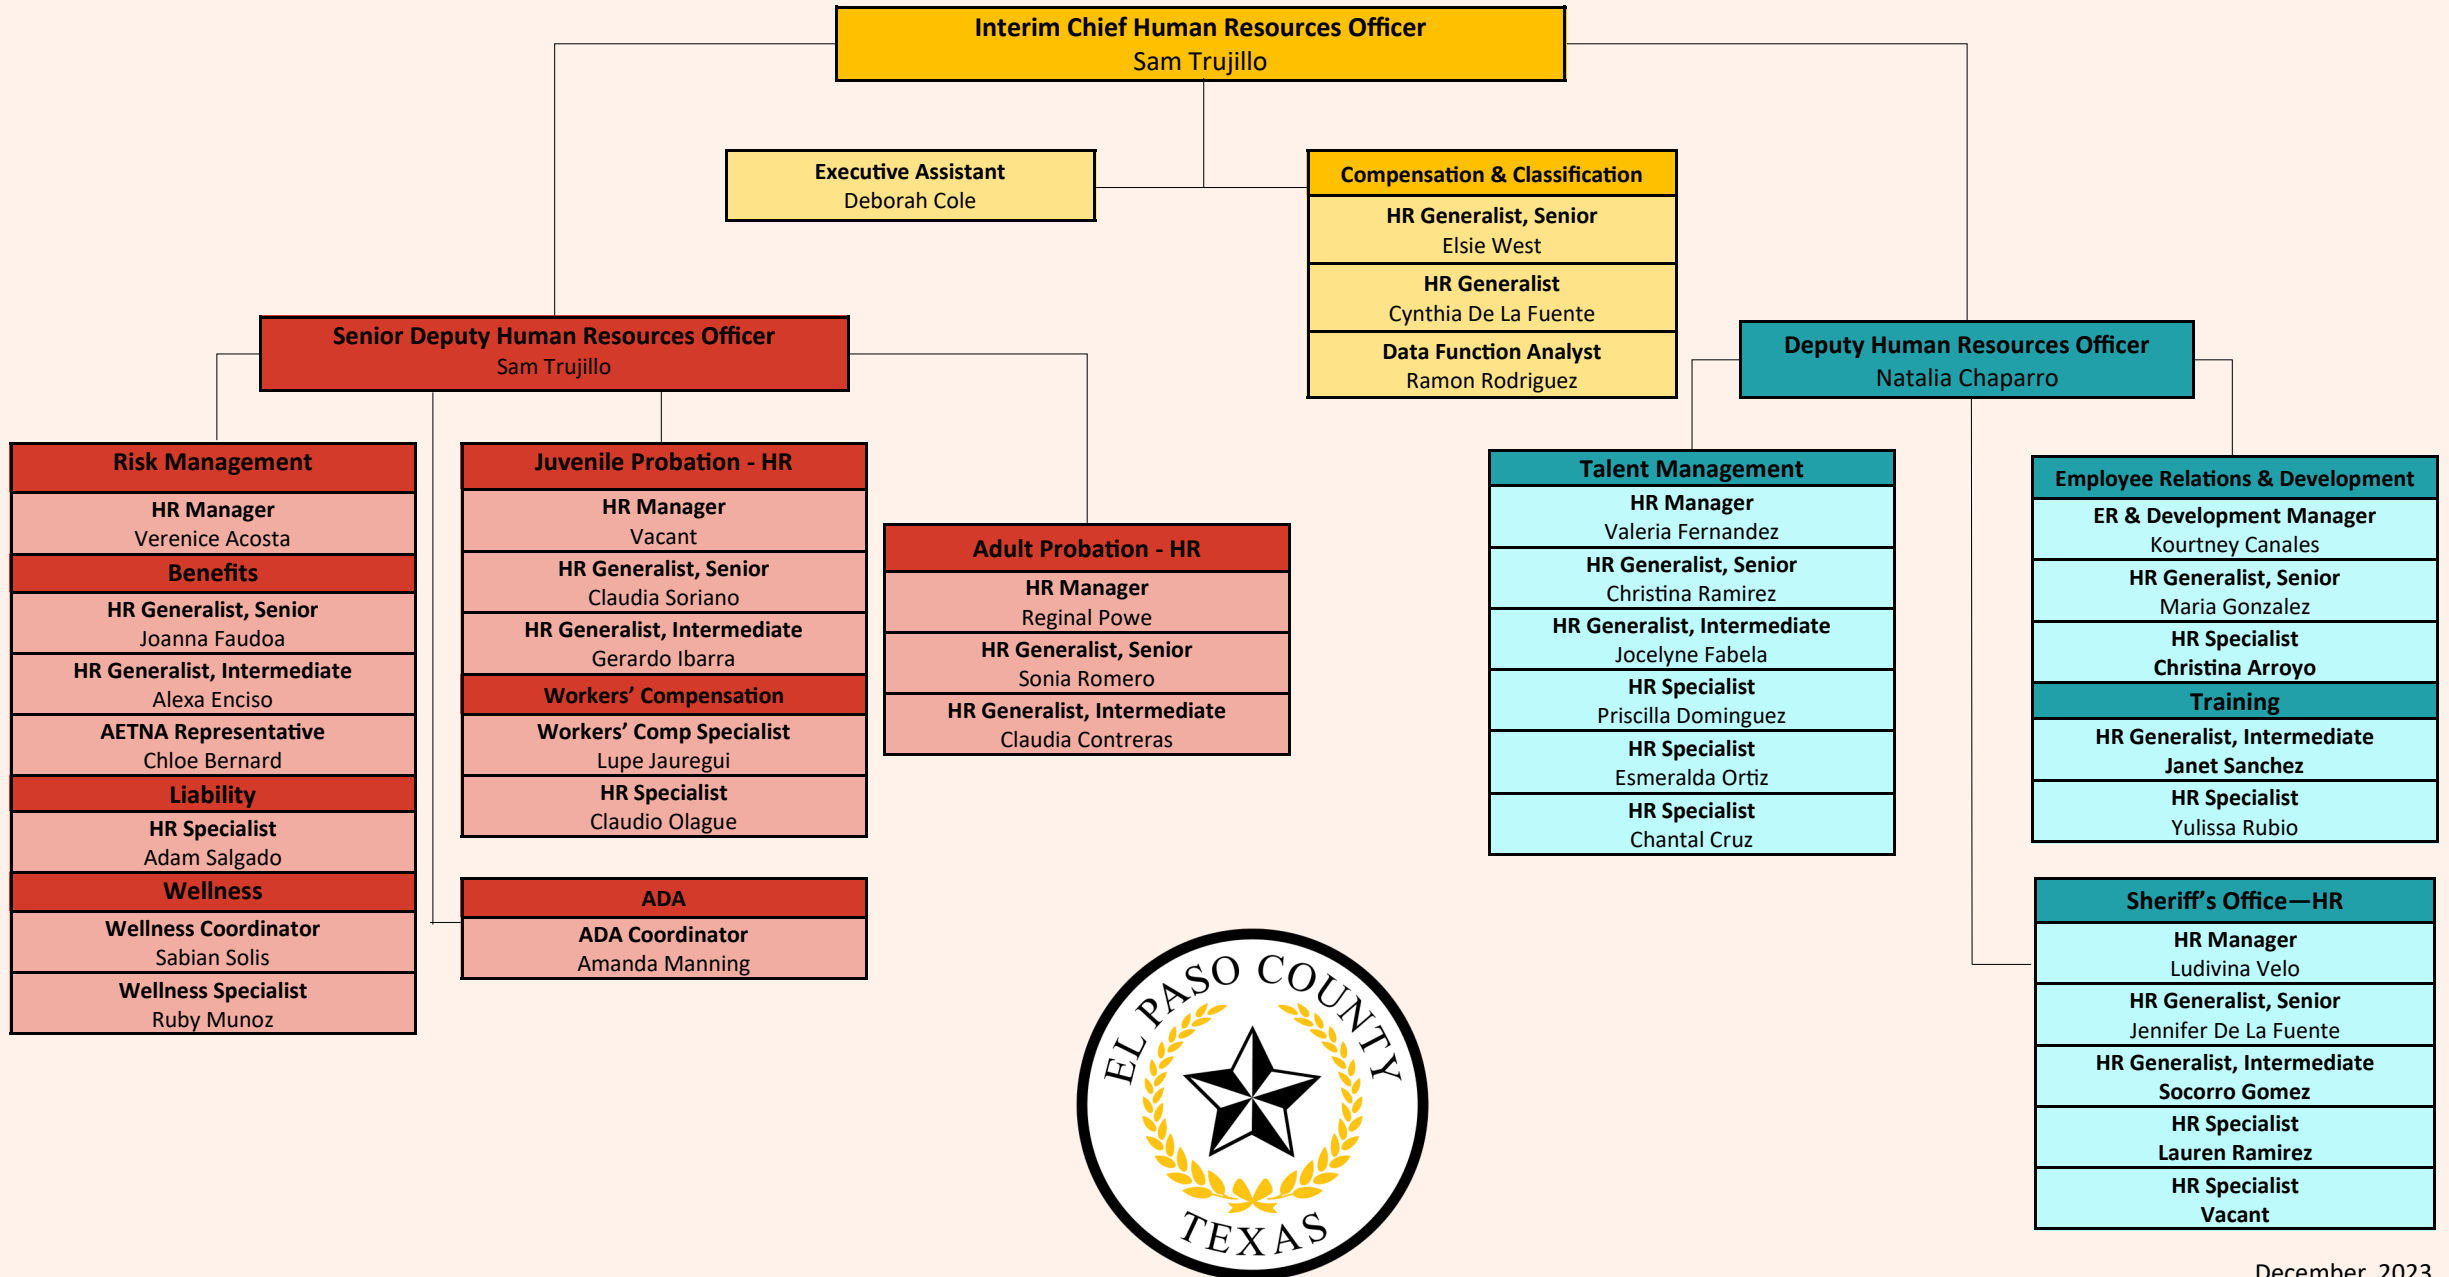 Interim Chief Human Resources Officer
Sam Trujillo
Executive Assistant
Deborah Cole
Compensation & Classification
HR Generalist, Senior
Elsie West
HR Generalist
Cynthia De La Fuente
Data Function Analyst
Ramon Rodriguez
Senior Deputy Human Resources Officer
Sam Trujillo
Deputy Human Resources Officer
Natalia Chaparro
Risk Management
HR Manager
Verenice Acosta
Benefits
HR Generalist, Senior
Joanna Faudoa
HR Generalist, Intermediate
Alexa Enciso
AETNA Representative
Chloe Bernard
Liability
HR Specialist
Adam Salgado
Wellness
Wellness Coordinator
Sabian Solis
Wellness Specialist
Ruby Munoz
Juvenile Probation - HR
HR Manager
Vacant
HR Generalist, Senior
Claudia Soriano
HR Generalist, Intermediate
Gerardo Ibarra
Workers’ Compensation
Workers’ Comp Specialist
Lupe Jauregui
HR Specialist
Claudio Olague
ADA
ADA Coordinator
Amanda Manning
Adult Probation - HR
HR Manager
Reginal Powe
HR Generalist, Senior
Sonia Romero
HR Generalist, Intermediate
Claudia Contreras
Talent Management
HR Manager
Valeria Fernandez
HR Generalist, Senior
Christina Ramirez
HR Generalist, Intermediate
Jocelyne Fabela
HR Specialist
Priscilla Dominguez
HR Specialist
Esmeralda Ortiz
HR Specialist
Chantal Cruz
Employee Relations & Development
ER & Development Manager
Kourtney Canales
HR Generalist, Senior
Maria Gonzalez
HR Specialist
Christina Arroyo
Training
HR Generalist, Intermediate
Janet Sanchez
HR Specialist
Yulissa Rubio
Sheriff’s Office—HR
HR Manager
Ludivina Velo
HR Generalist, Senior
Jennifer De La Fuente
HR Generalist, Intermediate
Socorro Gomez
HR Specialist
Lauren Ramirez
HR Specialist
Vacant
EL PASO COUNTY
TEXAS
December, 2023